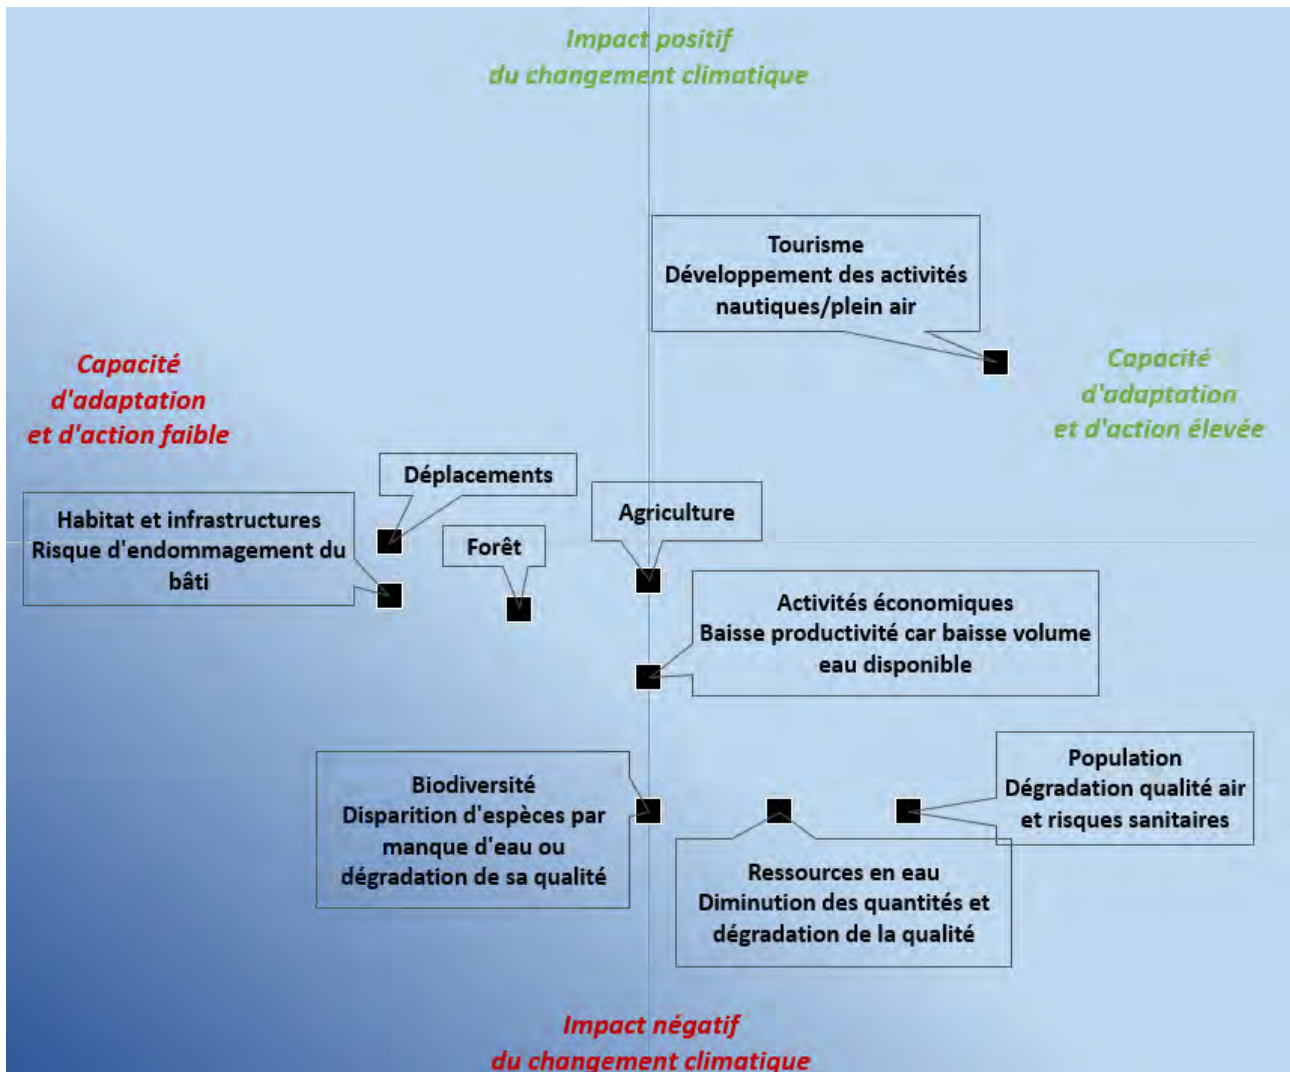 Impact positif
du changement climatique
Tourisme
Développement des activités
nautiques/plein air
Capacité
d'adaptation
et d'action faible
Capacité
d'adaptation
et d'action élevée
Déplacements
Habitat et infrastructures
Risque d'endommagement du
bâti
Forêt
Agriculture
Activités économiques
Baisse productivité car baisse volume
eau disponible
Biodiversité
Disparition d'espèces par
manque d'eau ou
dégradation de sa qualité
Population
Dégradation qualité air
et risques sanitaires
Ressources en eau
Diminution des quantités et
dégradation de la qualité
Impact négatif
du changement climatique